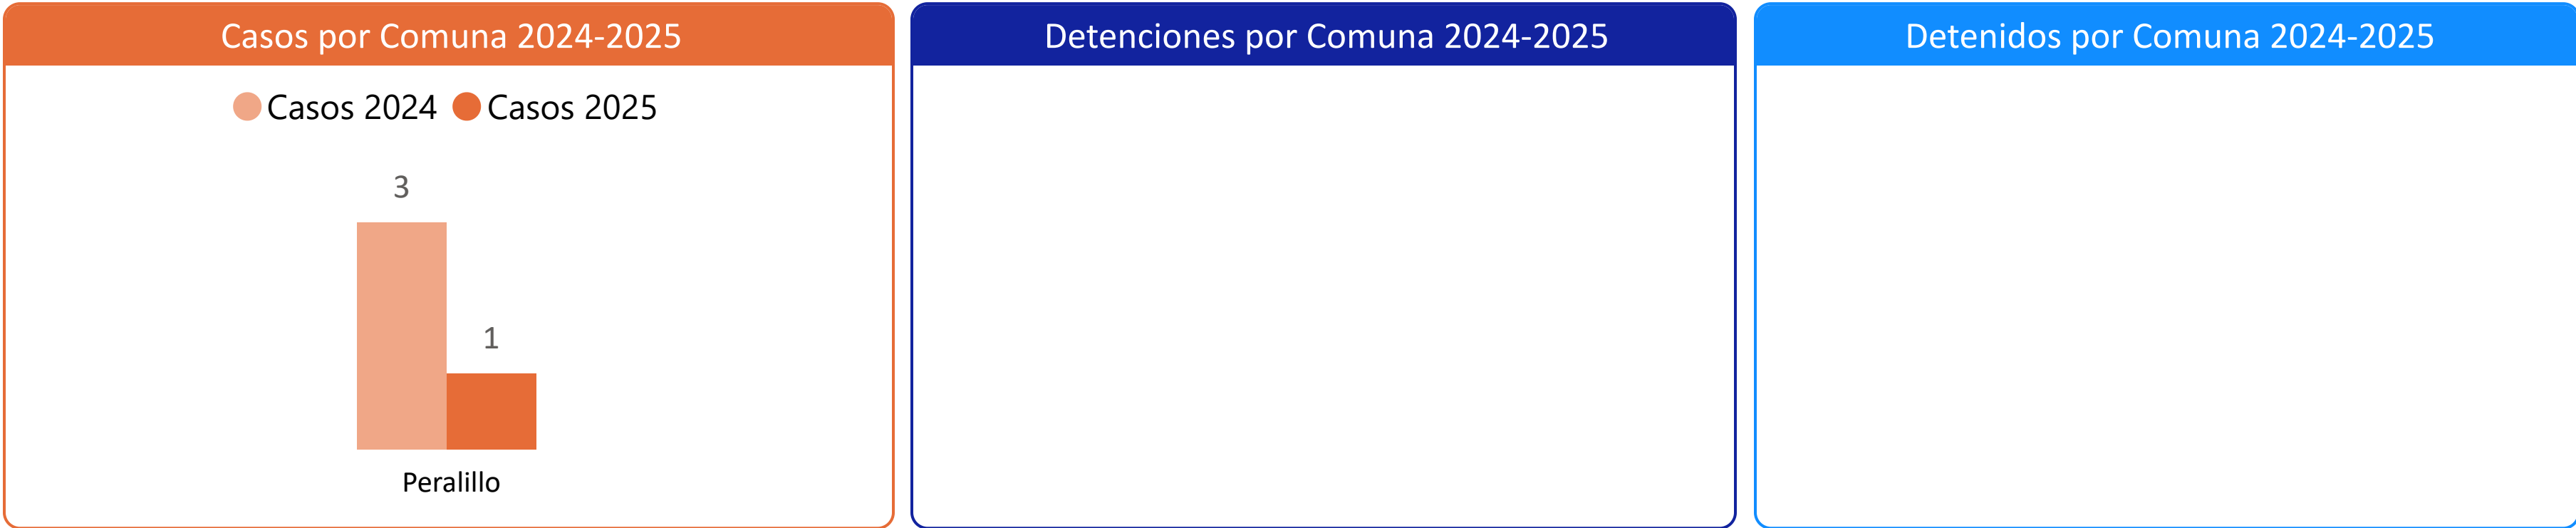 Casos por Comuna 2024-2025
Casos 2024 Casos 2025
3
1
Peralillo
Detenciones por Comuna 2024-2025
Detenidos por Comuna 2024-2025